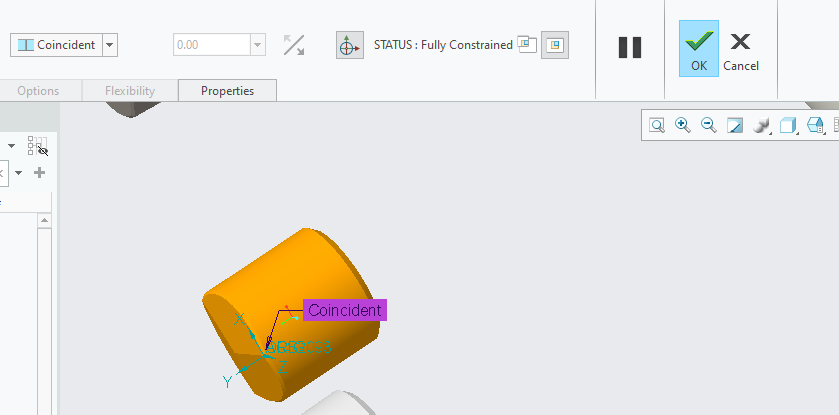 Coincident
0.00
STATUS : Fully Constrained
OK
Cancel
Options
Flexibility
Properties
Coincident
X
Y
Z